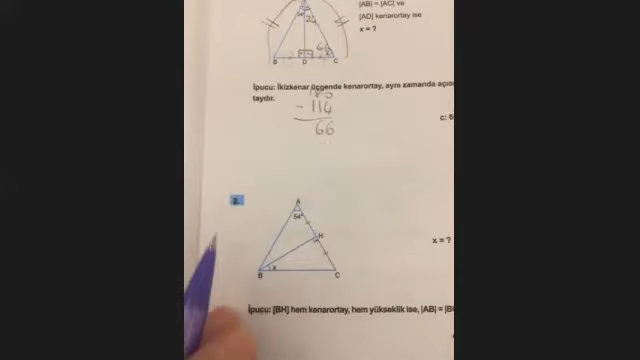 |AB| = |AC| ve
|AD| kenarortay ise
x = ?
24
B
D
C
İpucu: İkizkenar üçgende kenarortay, aynı zamanda açıo
taydır.
- 114
66
c: 6
2.
A
54°
H
x = ?
x
B
C
İpucu: [BH] hem kenarortay, hem yükseklik ise, |AB| = |B